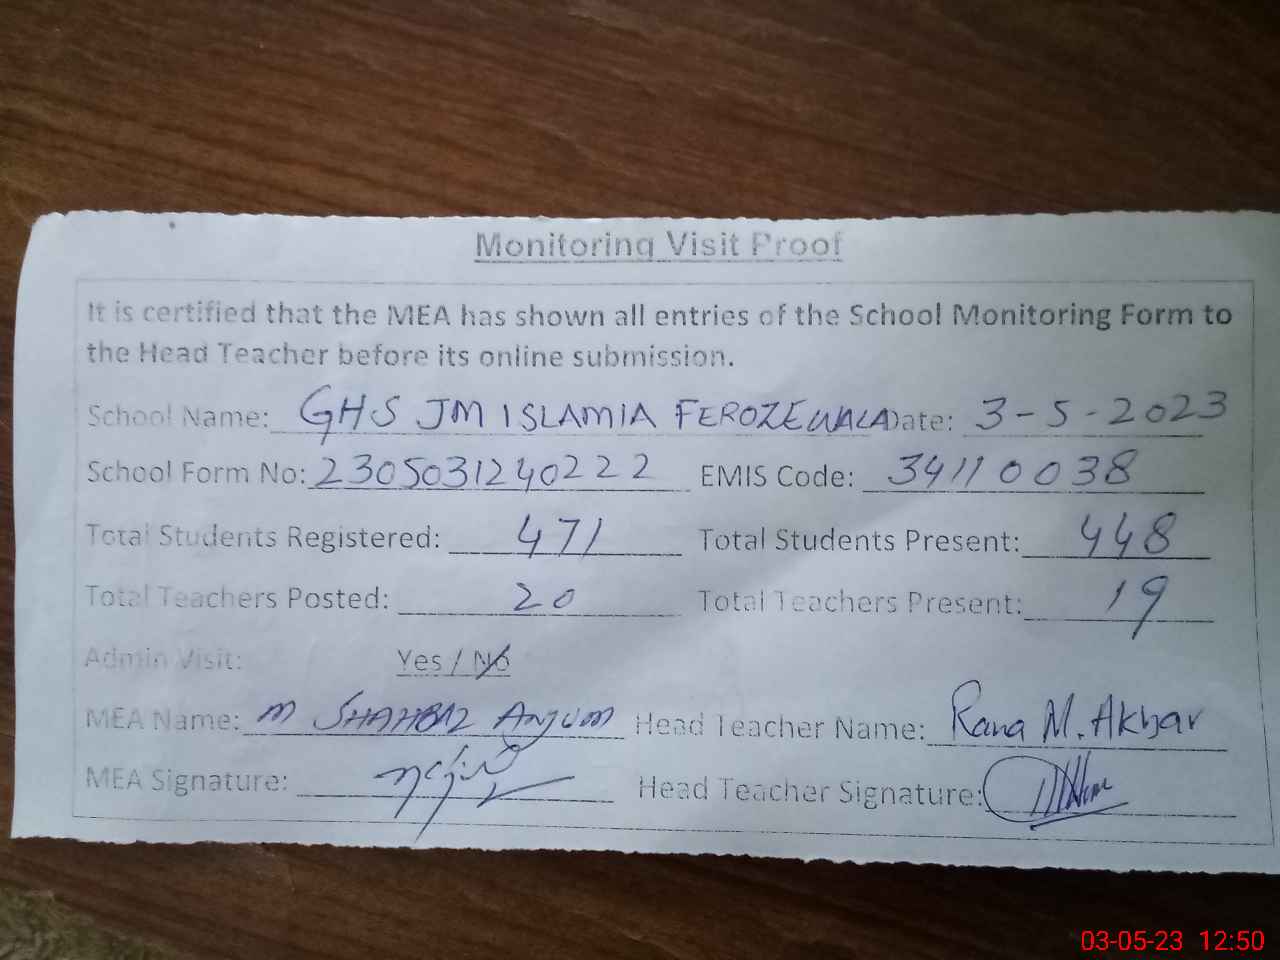 Monitoring Visit Proof
It is certified that the MEA has shown all entries of the School Monitoring Form to
the Head Teacher before its online submission.
School Name: GHS JM ISLAMIA FEROZEWALA Date: 3-5-2023
School Form No: 2305031240222 EMIS Code: 34110038
Total Students Registered: 471 Total Students Present: 448
Total Teachers Posted: 20 Total Teachers Present: 19
Admin Visit: Yes / No
MEA Name: M SHAHBAZ ANJUM Head Teacher Name: Rana M. Akbar
MEA Signature: Head Teacher Signature:
03-05-23 12:50